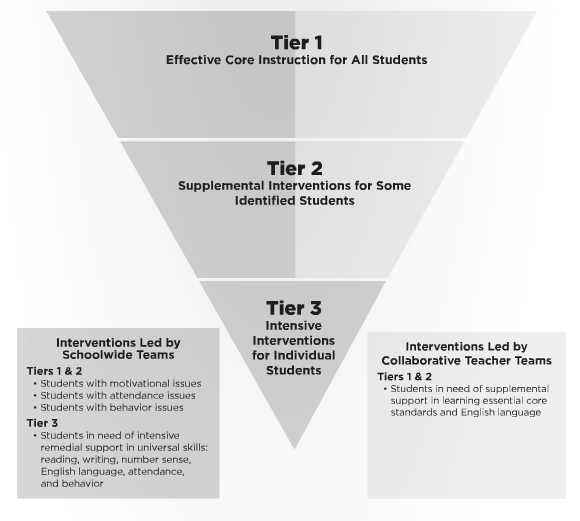 Tier 1
Effective Core Instruction for All Students
Tier 2
Supplemental Interventions for Some
Identified Students
Tier 3
Intensive
Interventions
for Individual
Students
Interventions Led by
Schoolwide Teams
Tiers 1 & 2
• Students with motivational issues
• Students with attendance issues
• Students with behavior issues
Tier 3
• Students in need of intensive
remedial support in universal skills:
reading, writing, number sense,
English language, attendance,
and behavior
Interventions Led by
Collaborative Teacher Teams
Tiers 1 & 2
• Students in need of supplemental
support in learning essential core
standards and English language